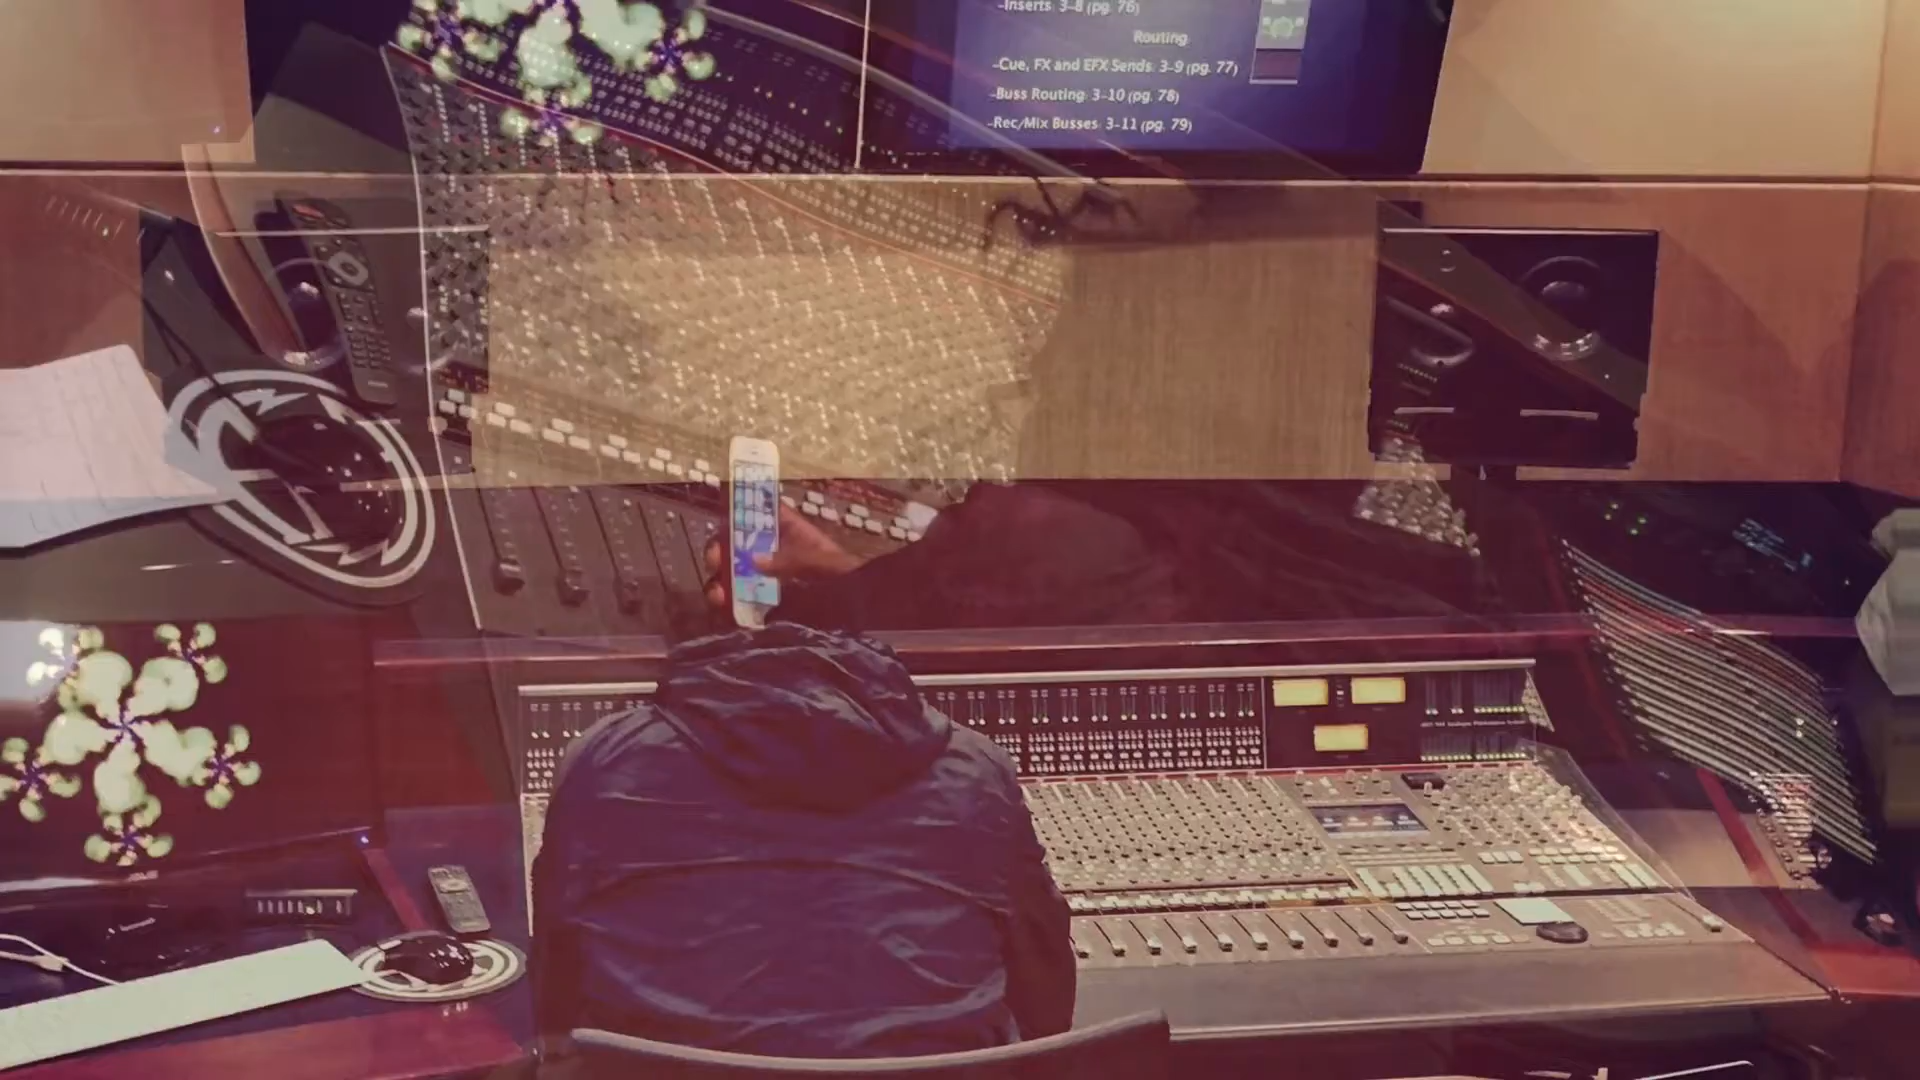 -Inserts 3-8 (pg. 76)
Routing
-Cue, FX and EFX Sends 3-9 (pg. 77)
-Buss Routing 3-10 (pg. 78)
-Rec/Mix Busses 3-11 (pg. 79)